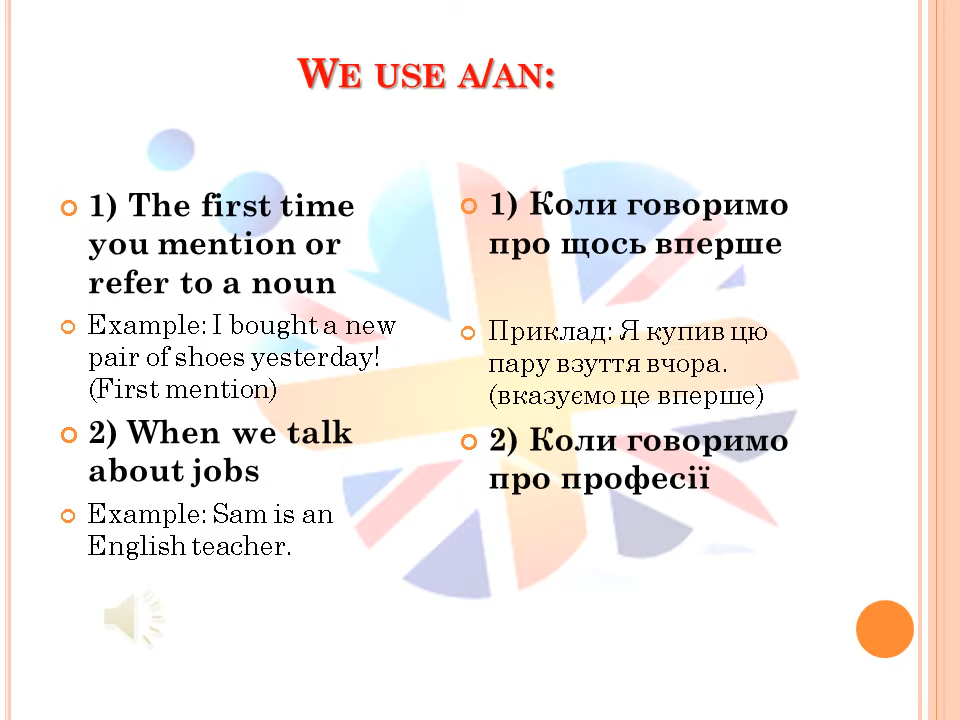 WE USE A/AN:
1) The first time
you mention or
refer to a noun
Example: I bought a new
pair of shoes yesterday!
(First mention)
2) When we talk
about jobs
Example: Sam is an
English teacher.
1) Коли говоримо
про щось вперше
Приклад: Я купив цю
пару взуття вчора.
(вказуємо це вперше)
2) Коли говоримо
про професії